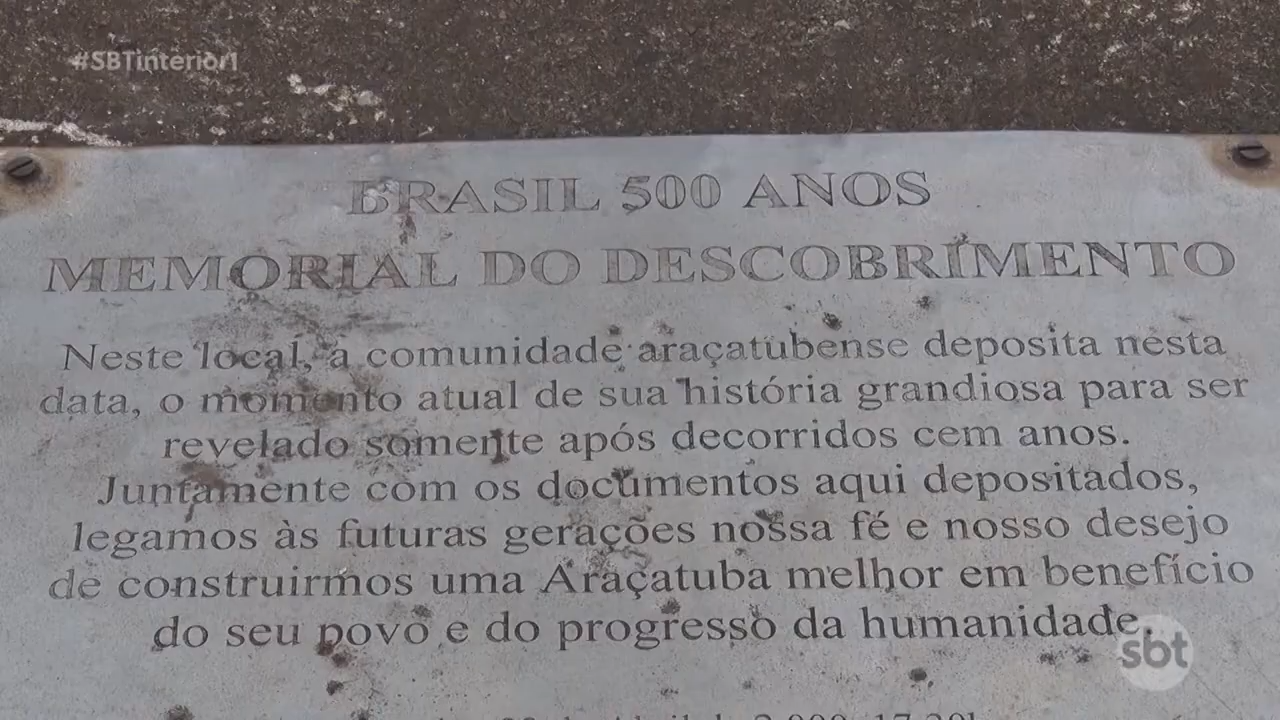 #SBTinterior1
BRASIL 500 ANOS
MEMORIAL DO DESCOBRIMENTO
Neste local, a comunidade araçatubense deposita nesta
data, o momento atual de sua história grandiosa para ser
revelado somente após decorridos cem anos.
Juntamente com os documentos aqui depositados,
legamos às futuras gerações nossa fé e nosso desejo
de construirmos uma Araçatuba melhor em benefício
do seu povo e do progresso da humanidade.
sbt